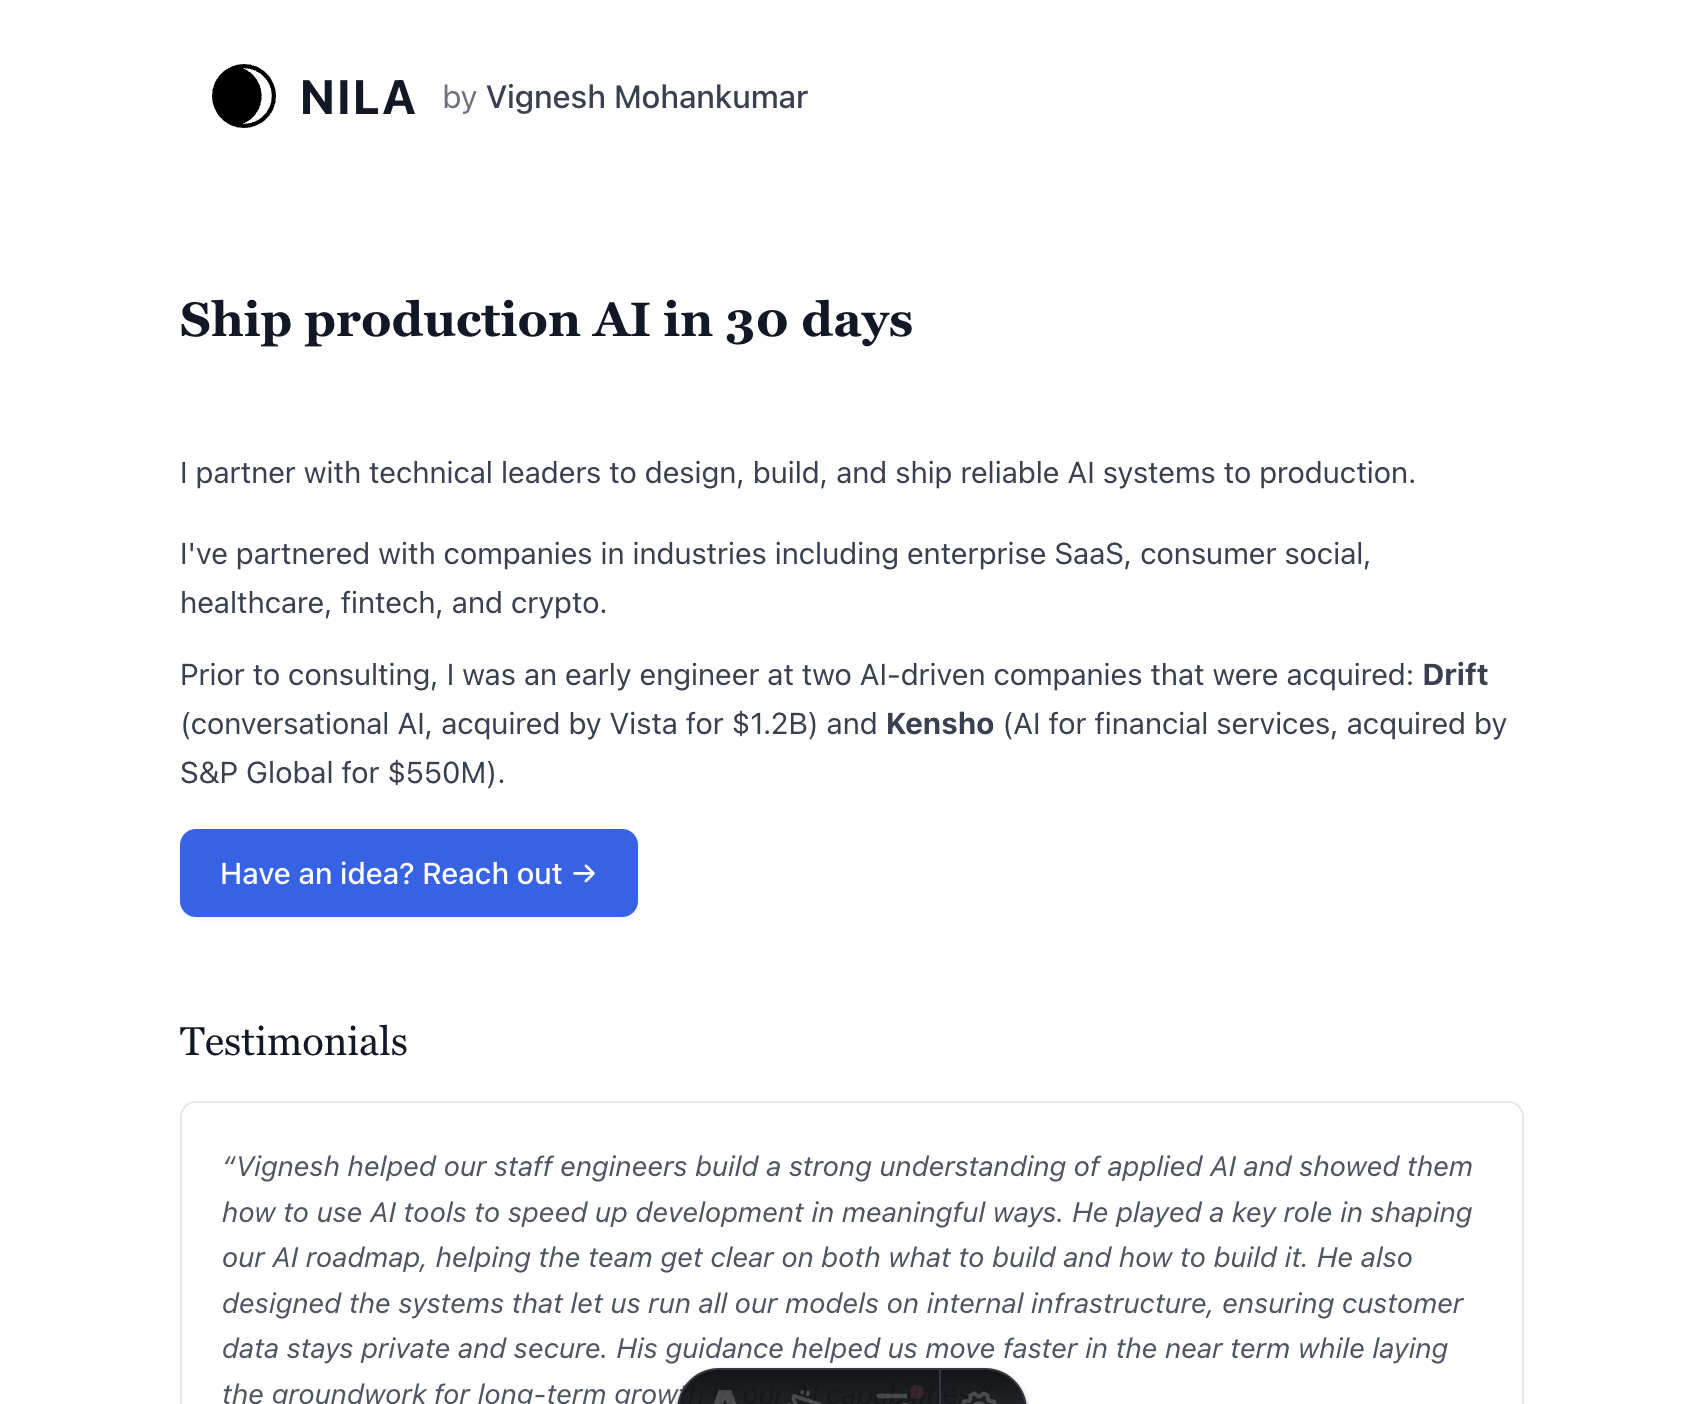 NILA by Vignesh Mohankumar
Ship production AI in 30 days
I partner with technical leaders to design, build, and ship reliable AI systems to production.
I've partnered with companies in industries including enterprise SaaS, consumer social,
healthcare, fintech, and crypto.
Prior to consulting, I was an early engineer at two AI-driven companies that were acquired: Drift
(conversational AI, acquired by Vista for $1.2B) and Kensho (AI for financial services, acquired by
S&P Global for $550M).
Have an idea? Reach out →
Testimonials
“Vignesh helped our staff engineers build a strong understanding of applied AI and showed them
how to use AI tools to speed up development in meaningful ways. He played a key role in shaping
our AI roadmap, helping the team get clear on both what to build and how to build it. He also
designed the systems that let us run all our models on internal infrastructure, ensuring customer
data stays private and secure. His guidance helped us move faster in the near term while laying
the groundwork for long-term growth